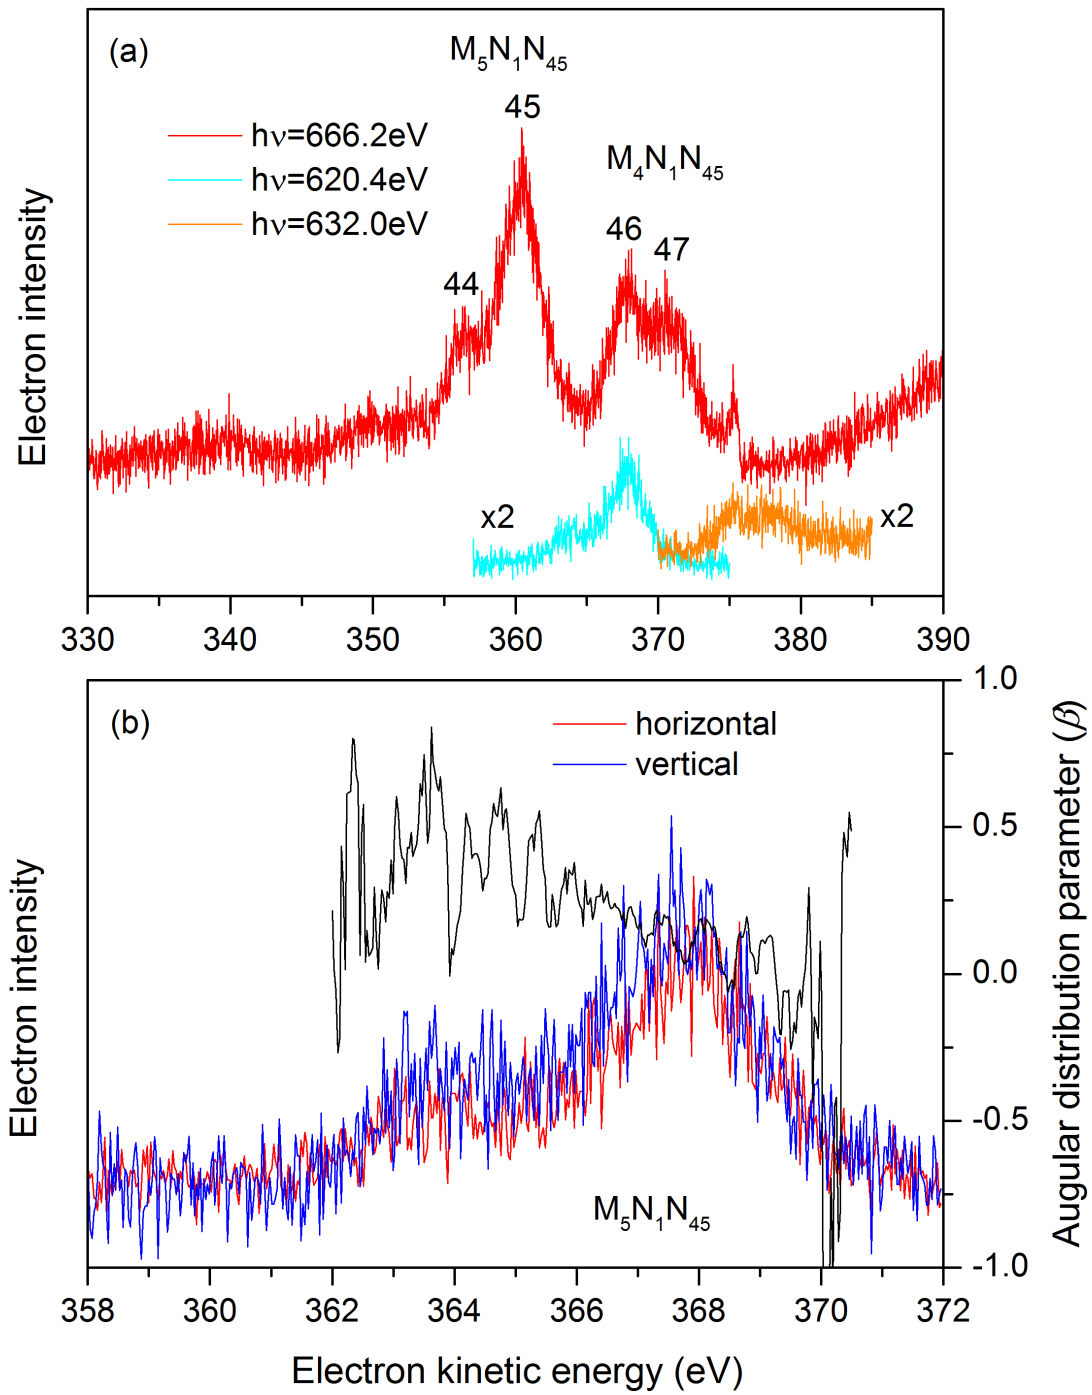 (a)
M5N1N45
45
hν=666.2eV
hν=620.4eV
hν=632.0eV
M4N1N45
46
47
44
x2
x2
Electron intensity
330 340 350 360 370 380 390
(b)
horizontal
vertical
1.0
0.5
0.0
-0.5
-1.0
M5N1N45
Electron intensity
Augular distribution parameter (β)
358 360 362 364 366 368 370 372
Electron kinetic energy (eV)